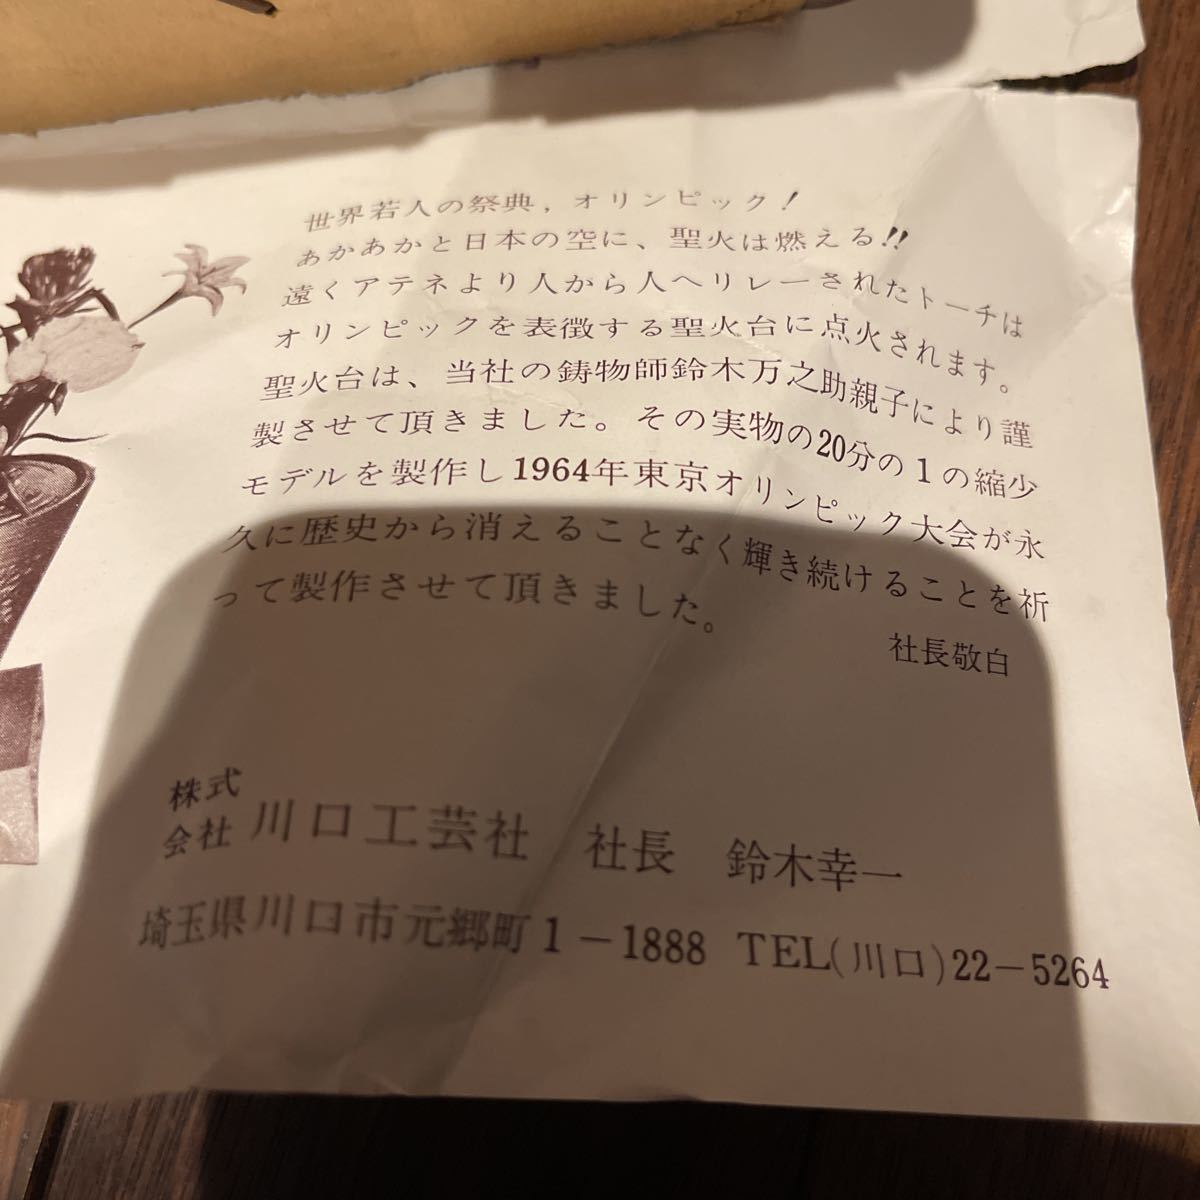 世界若人の祭典，オリンピック！
あかあかと日本の空に、聖火は燃える!!
遠くアテネより人から人へリレーされたトーチは
オリンピックを表徴する聖火台に点火されます。
聖火台は、当社の鋳物師鈴木万之助親子により謹
製させて頂きました。その実物の20分の1の縮少
モデルを製作し1964年東京オリンピック大会が永
久に歴史から消えることなく輝き続けることを祈
って製作させて頂きました。
社長敬白
株式会社 川口工芸社 社長 鈴木幸一
埼玉県川口市元郷町1－1888 TEL(川口)22－5264